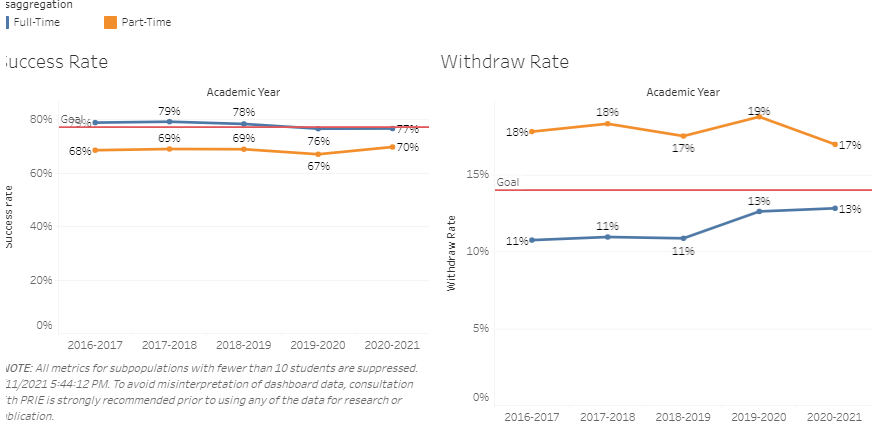 saggregation
Full-Time
Part-Time
Success Rate
Academic Year
80%
60%
40%
20%
0%
Success rate
Goal
79%
79%
78%
76%
77%
68%
69%
69%
67%
70%
2016-2017 2017-2018 2018-2019 2019-2020 2020-2021
NOTE: All metrics for subpopulations with fewer than 10 students are suppressed.
/11/2021 5:44:12 PM. To avoid misinterpretation of dashboard data, consultation
ith PRIE is strongly recommended prior to using any of the data for research or
ublication.
Withdraw Rate
Academic Year
15%
10%
5%
0%
Withdraw Rate
Goal
18%
18%
17%
19%
17%
11%
11%
11%
13%
13%
2016-2017 2017-2018 2018-2019 2019-2020 2020-2021